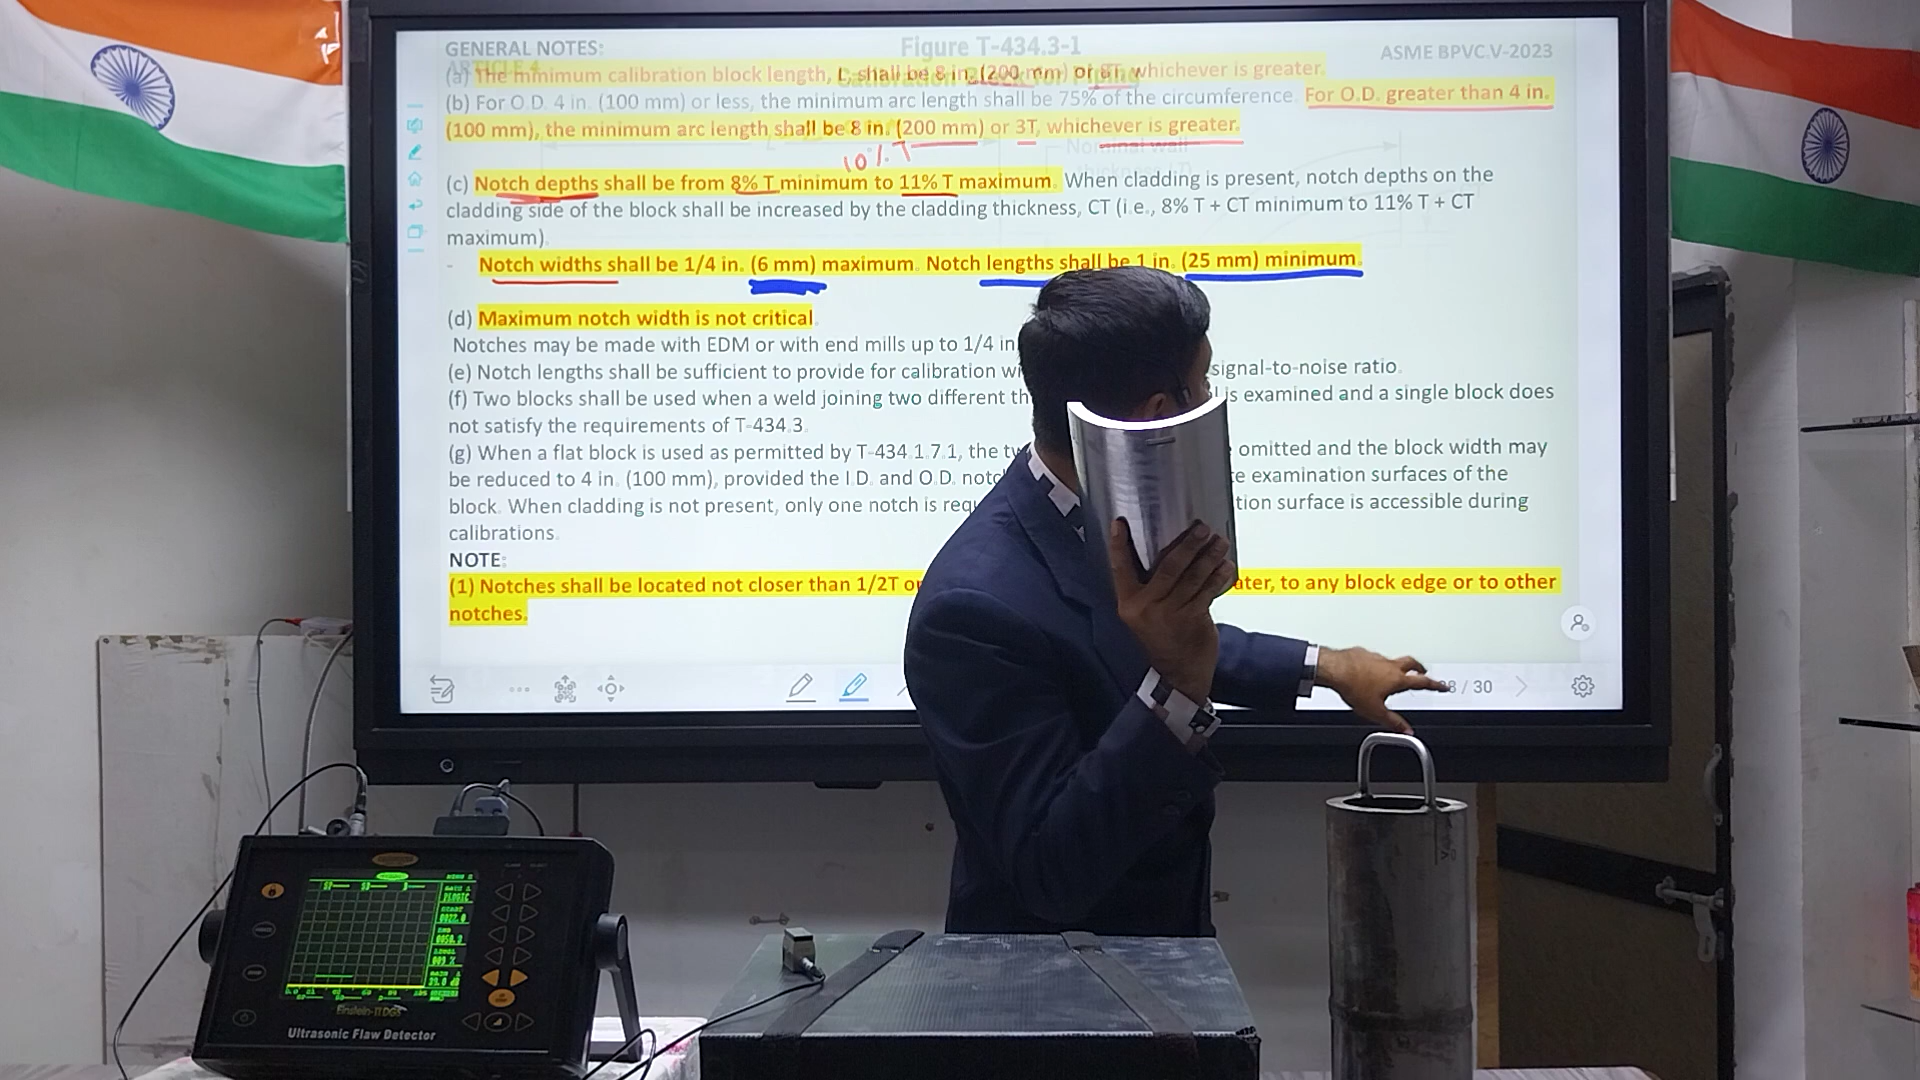 GENERAL NOTES:
Figure T-434.3-1
ASME BPVC.V-2023
ARTICLE 4
(a) The minimum calibration block length, L, shall be 8 in. (200 mm) or 8T, whichever is greater.
(b) For O.D. 4 in. (100 mm) or less, the minimum arc length shall be 75% of the circumference. For O.D. greater than 4 in.
(100 mm), the minimum arc length shall be 8 in. (200 mm) or 3T, whichever is greater.
Nominal wall
10% T
(c) Notch depths shall be from 8% T minimum to 11% T maximum. When cladding is present, notch depths on the
cladding side of the block shall be increased by the cladding thickness, CT (i.e., 8% T + CT minimum to 11% T + CT
maximum).
- Notch widths shall be 1/4 in. (6 mm) maximum. Notch lengths shall be 1 in. (25 mm) minimum.
(d) Maximum notch width is not critical.
Notches may be made with EDM or with end mills up to 1/4 in
(e) Notch lengths shall be sufficient to provide for calibration signal-to-noise ratio.
(f) Two blocks shall be used when a weld joining two different is examined and a single block does
not satisfy the requirements of T-434.3.
(g) When a flat block is used as permitted by T-434.1.7.1, the omitted and the block width may
be reduced to 4 in. (100 mm), provided the I.D. and O.D. examination surfaces of the
block. When cladding is not present, only one notch is surface is accessible during
calibrations.
NOTE:
(1) Notches shall be located not closer than 1/2T to any block edge or to other
notches.
/ 30
Einstein-II DGS
Ultrasonic Flaw Detector